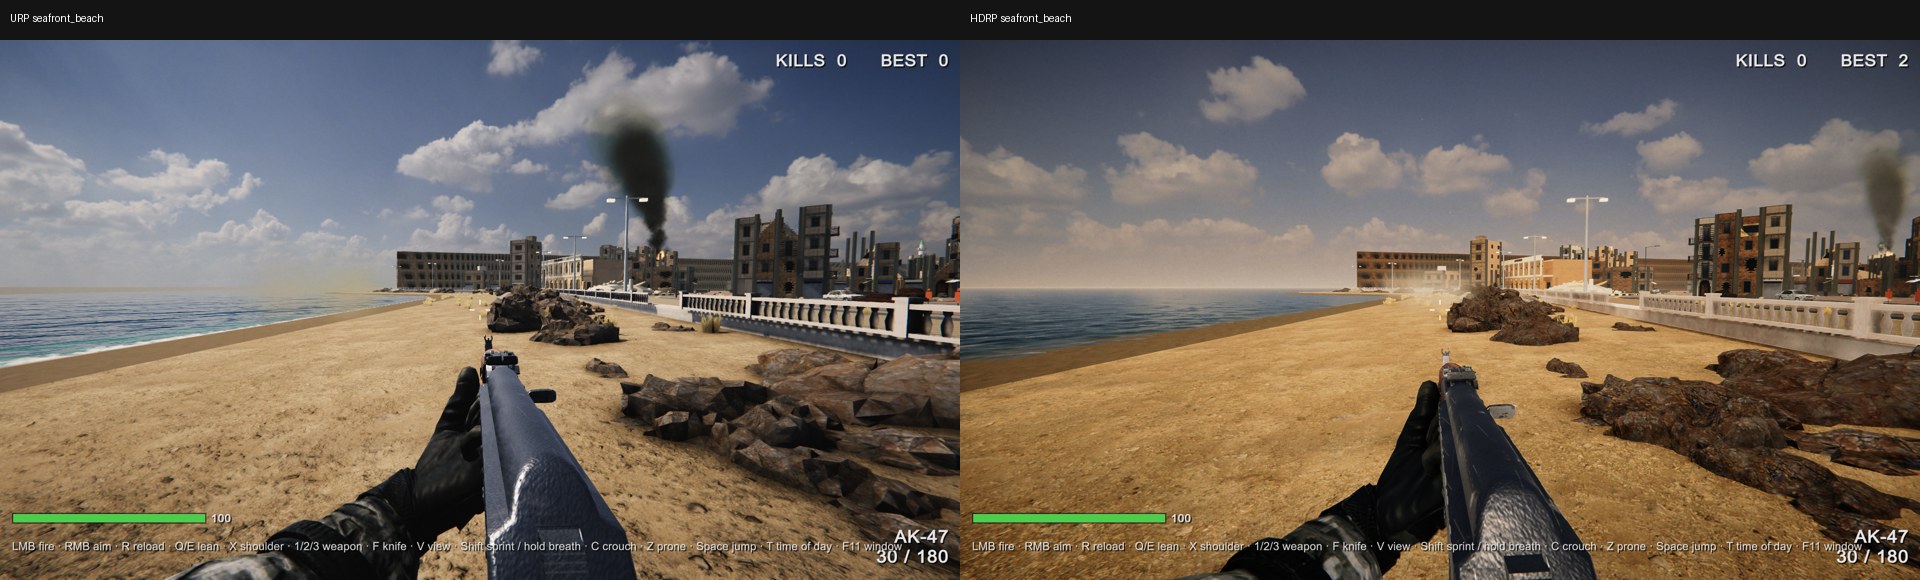 URP seafront_beach
KILLS 0 BEST 0
100
LMB fire · RMB aim · R reload · Q/E lean · X shoulder · 1/2/3 weapon · F knife · V view · Shift sprint / hold breath · C crouch · Z prone · Space jump · T time of day · F11 window
AK-47
30 / 180
HDRP seafront_beach
KILLS 0 BEST 2
100
LMB fire · RMB aim · R reload · Q/E lean · X shoulder · 1/2/3 weapon · F knife · V view · Shift sprint / hold breath · C crouch · Z prone · Space jump · T time of day · F11 window
AK-47
30 / 180